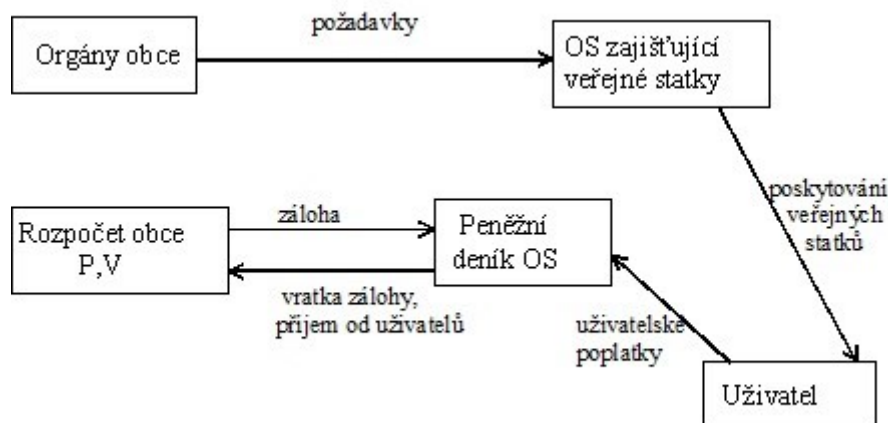 požadavky
Orgány obce
OS zajišťující
veřejné statky
poskytování
veřejných
statků
Rozpočet obce
P,V
záloha
Peněžní
deník OS
vratka zálohy,
přijem od uživatelů
uživatelské
poplatky
Uživatel